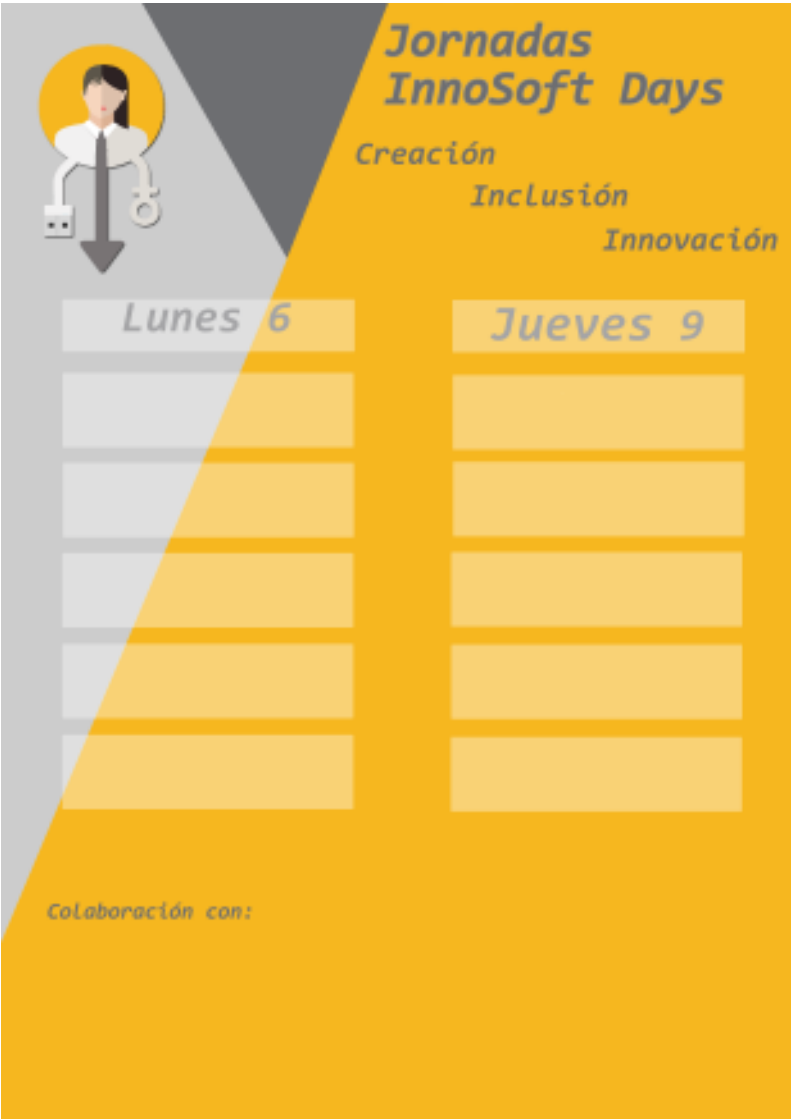 Jornadas
InnoSoft Days
Creación
Inclusión
Innovación
Lunes 6
Jueves 9
Colaboración con: